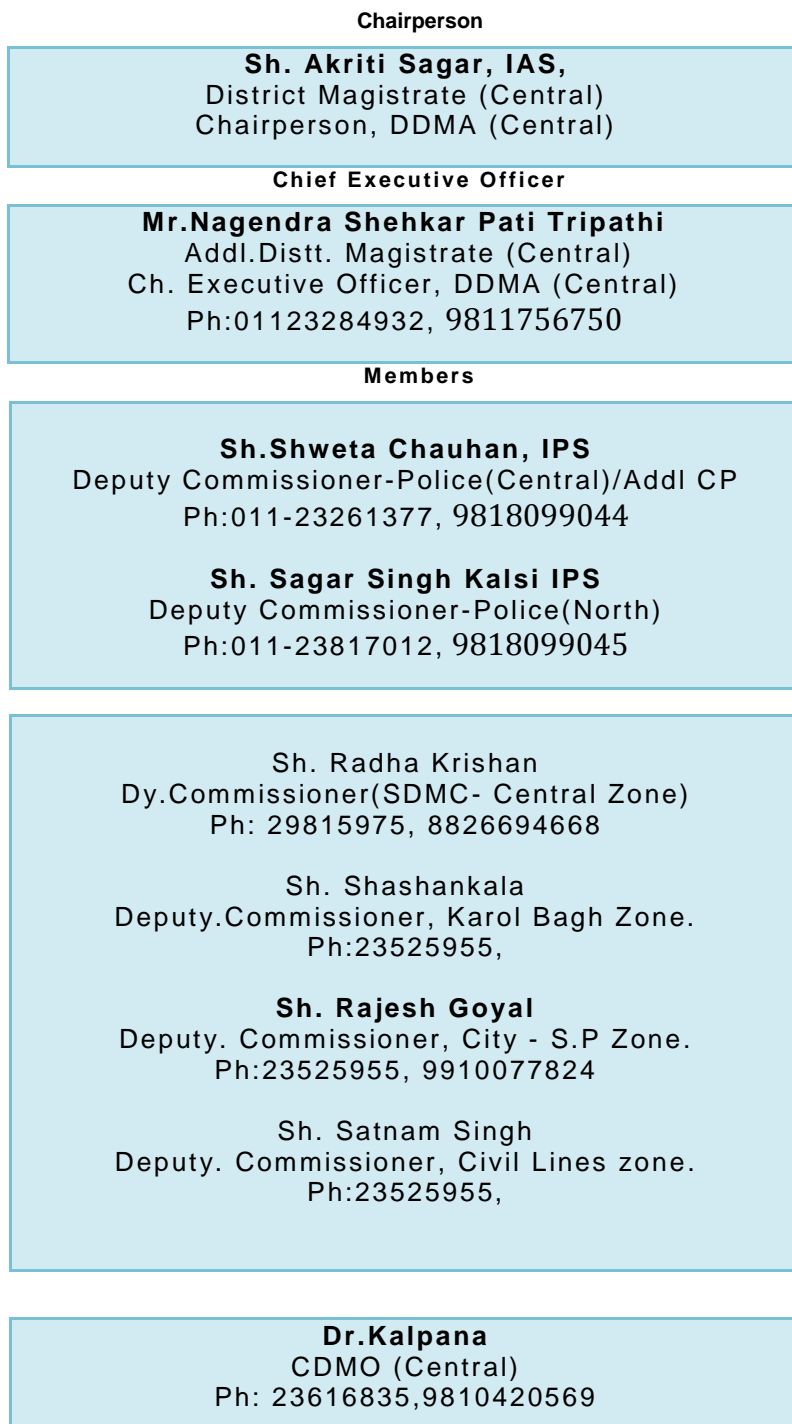 Chairperson
Sh. Akriti Sagar, IAS,
District Magistrate (Central)
Chairperson, DDMA (Central)
Chief Executive Officer
Mr.Nagendra Shehkar Pati Tripathi
Addl.Distt. Magistrate (Central)
Ch. Executive Officer, DDMA (Central)
Ph:01123284932, 9811756750
Members
Sh.Shweta Chauhan, IPS
Deputy Commissioner-Police(Central)/Addl CP
Ph:011-23261377, 9818099044
Sh. Sagar Singh Kalsi IPS
Deputy Commissioner-Police(North)
Ph:011-23817012, 9818099045
Sh. Radha Krishan
Dy.Commissioner(SDMC- Central Zone)
Ph: 29815975, 8826694668
Sh. Shashankala
Deputy.Commissioner, Karol Bagh Zone.
Ph:23525955,
Sh. Rajesh Goyal
Deputy. Commissioner, City - S.P Zone.
Ph:23525955, 9910077824
Sh. Satnam Singh
Deputy. Commissioner, Civil Lines zone.
Ph:23525955,
Dr.Kalpana
CDMO (Central)
Ph: 23616835,9810420569